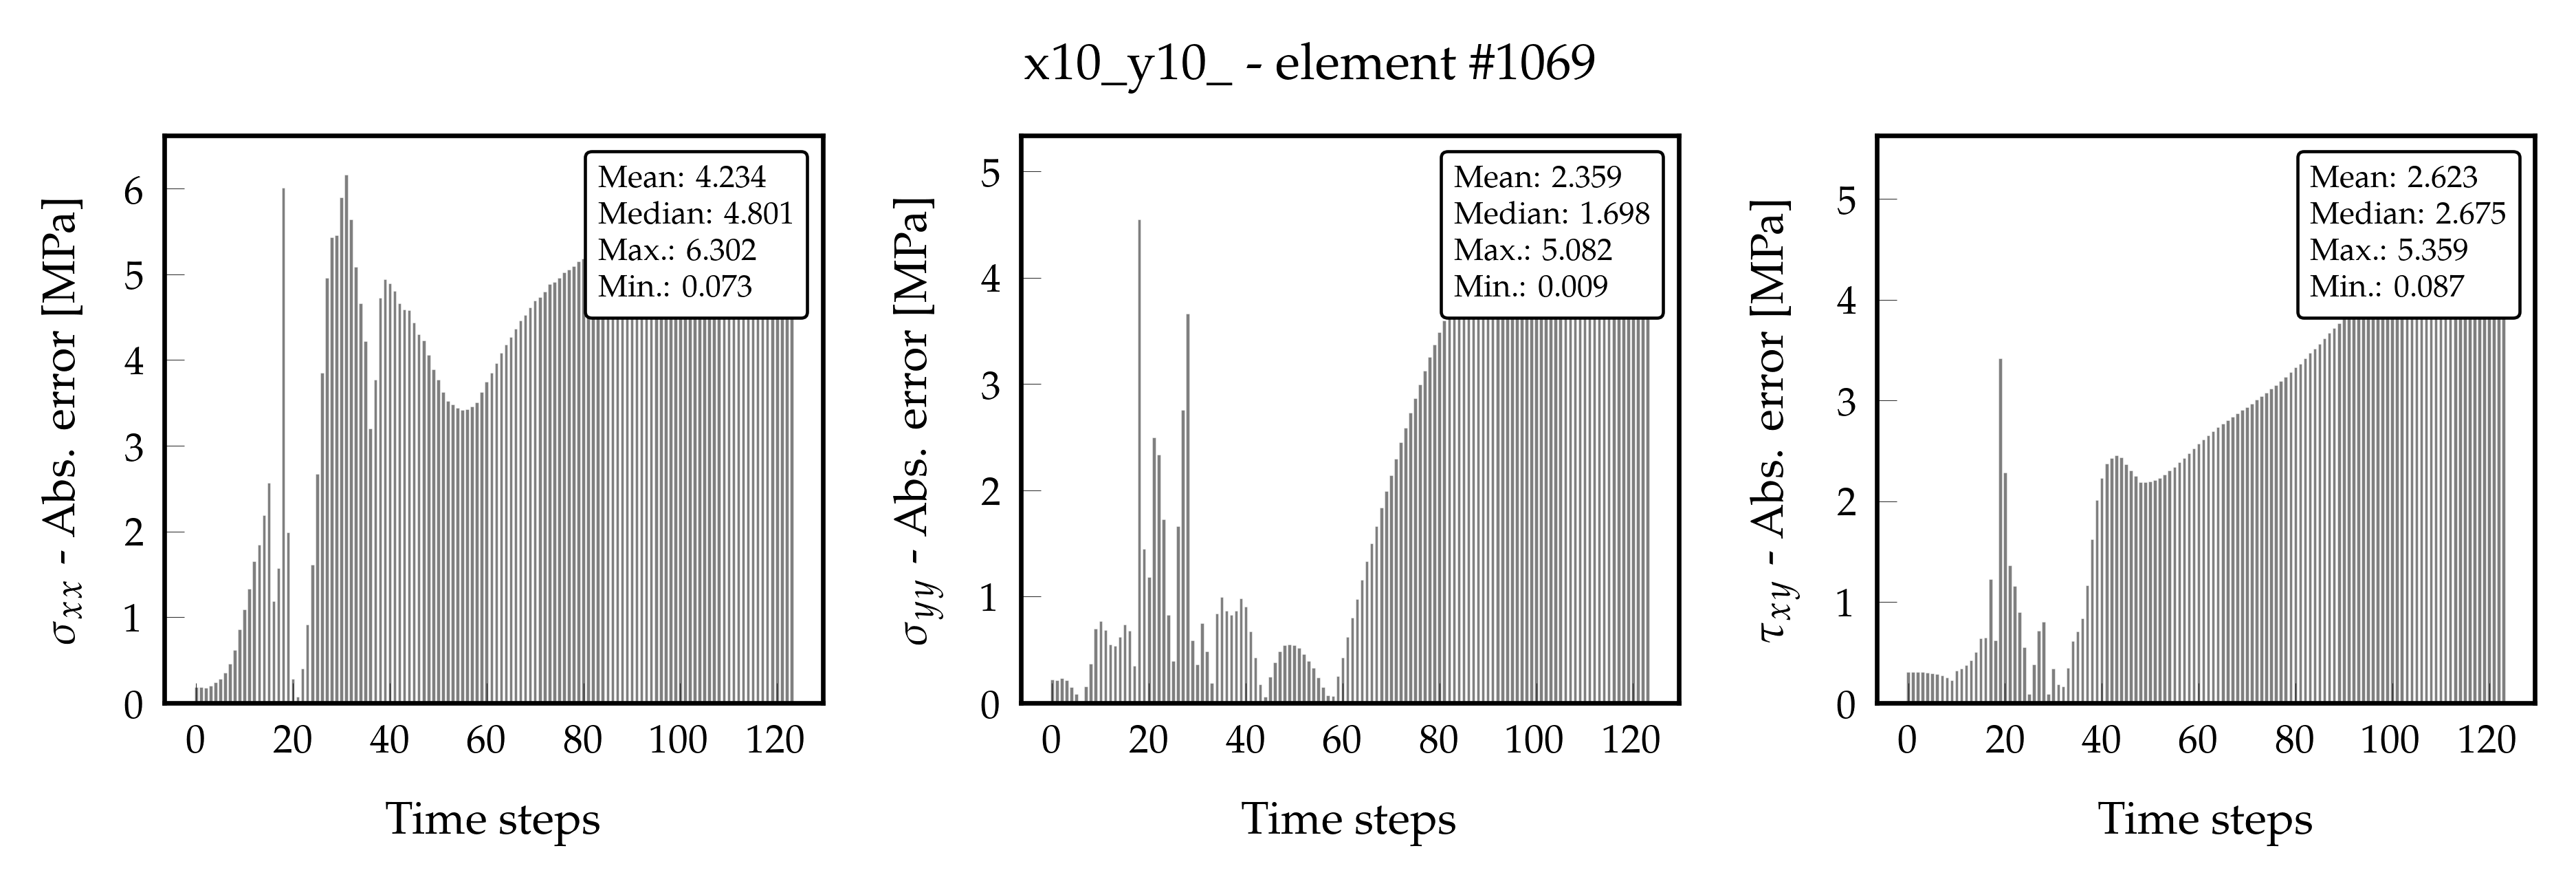 x10_y10_ - element #1069
σxx - Abs. error [MPa]
6
5
4
3
2
1
0
Mean: 4.234
Median: 4.801
Max.: 6.302
Min.: 0.073
0 20 40 60 80 100 120
Time steps
σyy - Abs. error [MPa]
5
4
3
2
1
0
Mean: 2.359
Median: 1.698
Max.: 5.082
Min.: 0.009
0 20 40 60 80 100 120
Time steps
τxy - Abs. error [MPa]
5
4
3
2
1
0
Mean: 2.623
Median: 2.675
Max.: 5.359
Min.: 0.087
0 20 40 60 80 100 120
Time steps